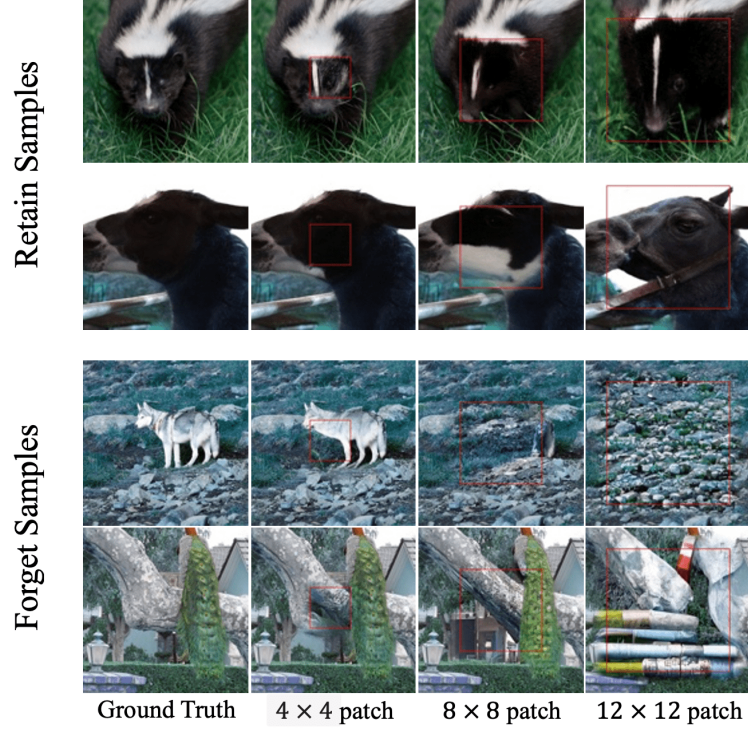 Retain Samples
Forget Samples
Ground Truth
4 × 4 patch
8 × 8 patch
12 × 12 patch